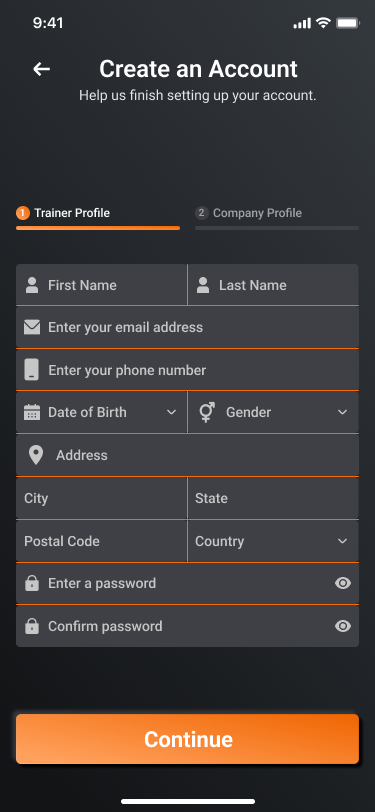 9:41
Create an Account
Help us finish setting up your account.
1 Trainer Profile
2 Company Profile
First Name
Last Name
Enter your email address
Enter your phone number
Date of Birth
Gender
Address
City
State
Postal Code
Country
Enter a password
Confirm password
Continue